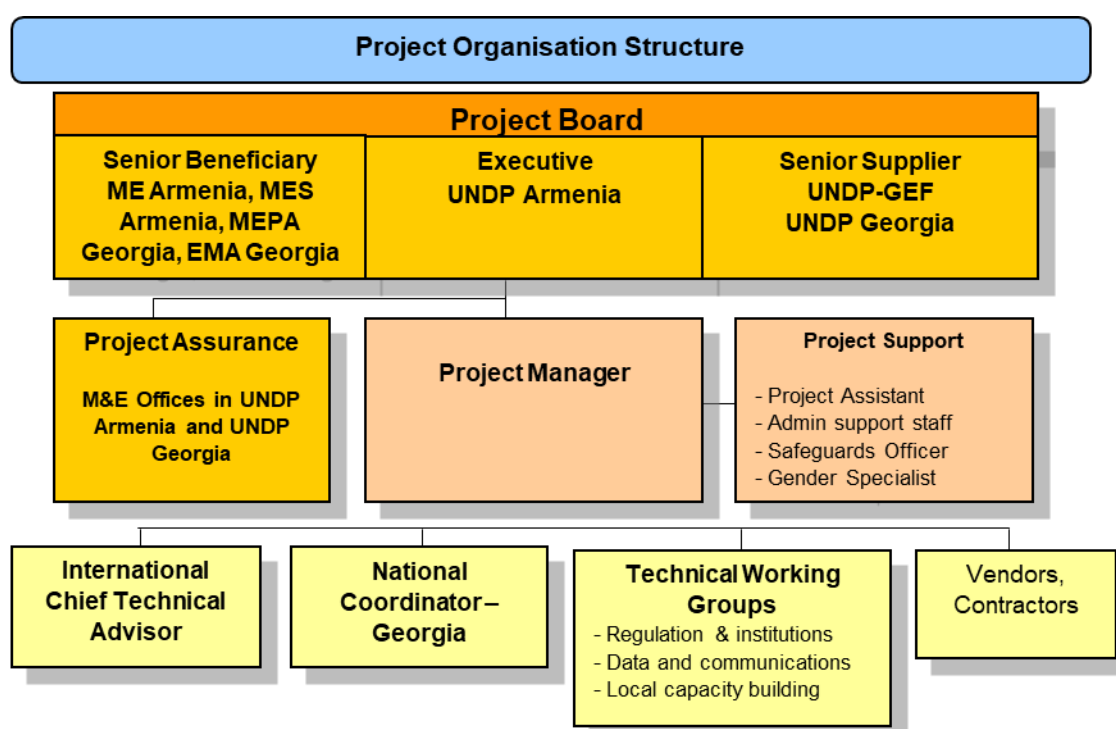 Project Organisation Structure
Project Board
Senior Beneficiary
ME Armenia, MES
Armenia, MEPA
Georgia, EMA Georgia
Executive
UNDP Armenia
Senior Supplier
UNDP-GEF
UNDP Georgia
Project Assurance
M&E Offices in UNDP
Armenia and UNDP
Georgia
Project Manager
Project Support
- Project Assistant
- Admin support staff
- Safeguards Officer
- Gender Specialist
International
Chief Technical
Advisor
National
Coordinator –
Georgia
Technical Working
Groups
- Regulation & institutions
- Data and communications
- Local capacity building
Vendors,
Contractors